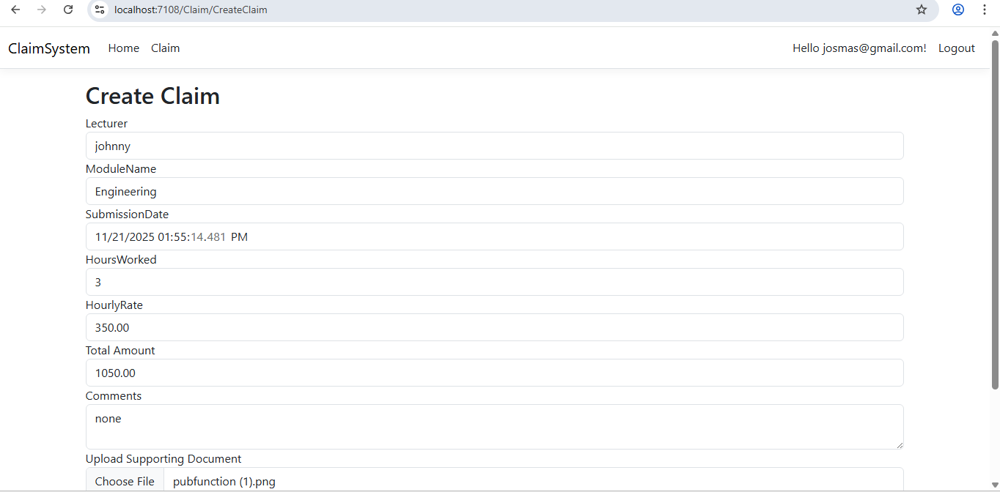 localhost:7108/Claim/CreateClaim
ClaimSystem Home Claim Hello josmas@gmail.com! Logout
Create Claim
Lecturer
johnny
ModuleName
Engineering
SubmissionDate
11/21/2025 01:55:14.481 PM
HoursWorked
3
HourlyRate
350.00
Total Amount
1050.00
Comments
none
Upload Supporting Document
Choose File pubfunction (1).png